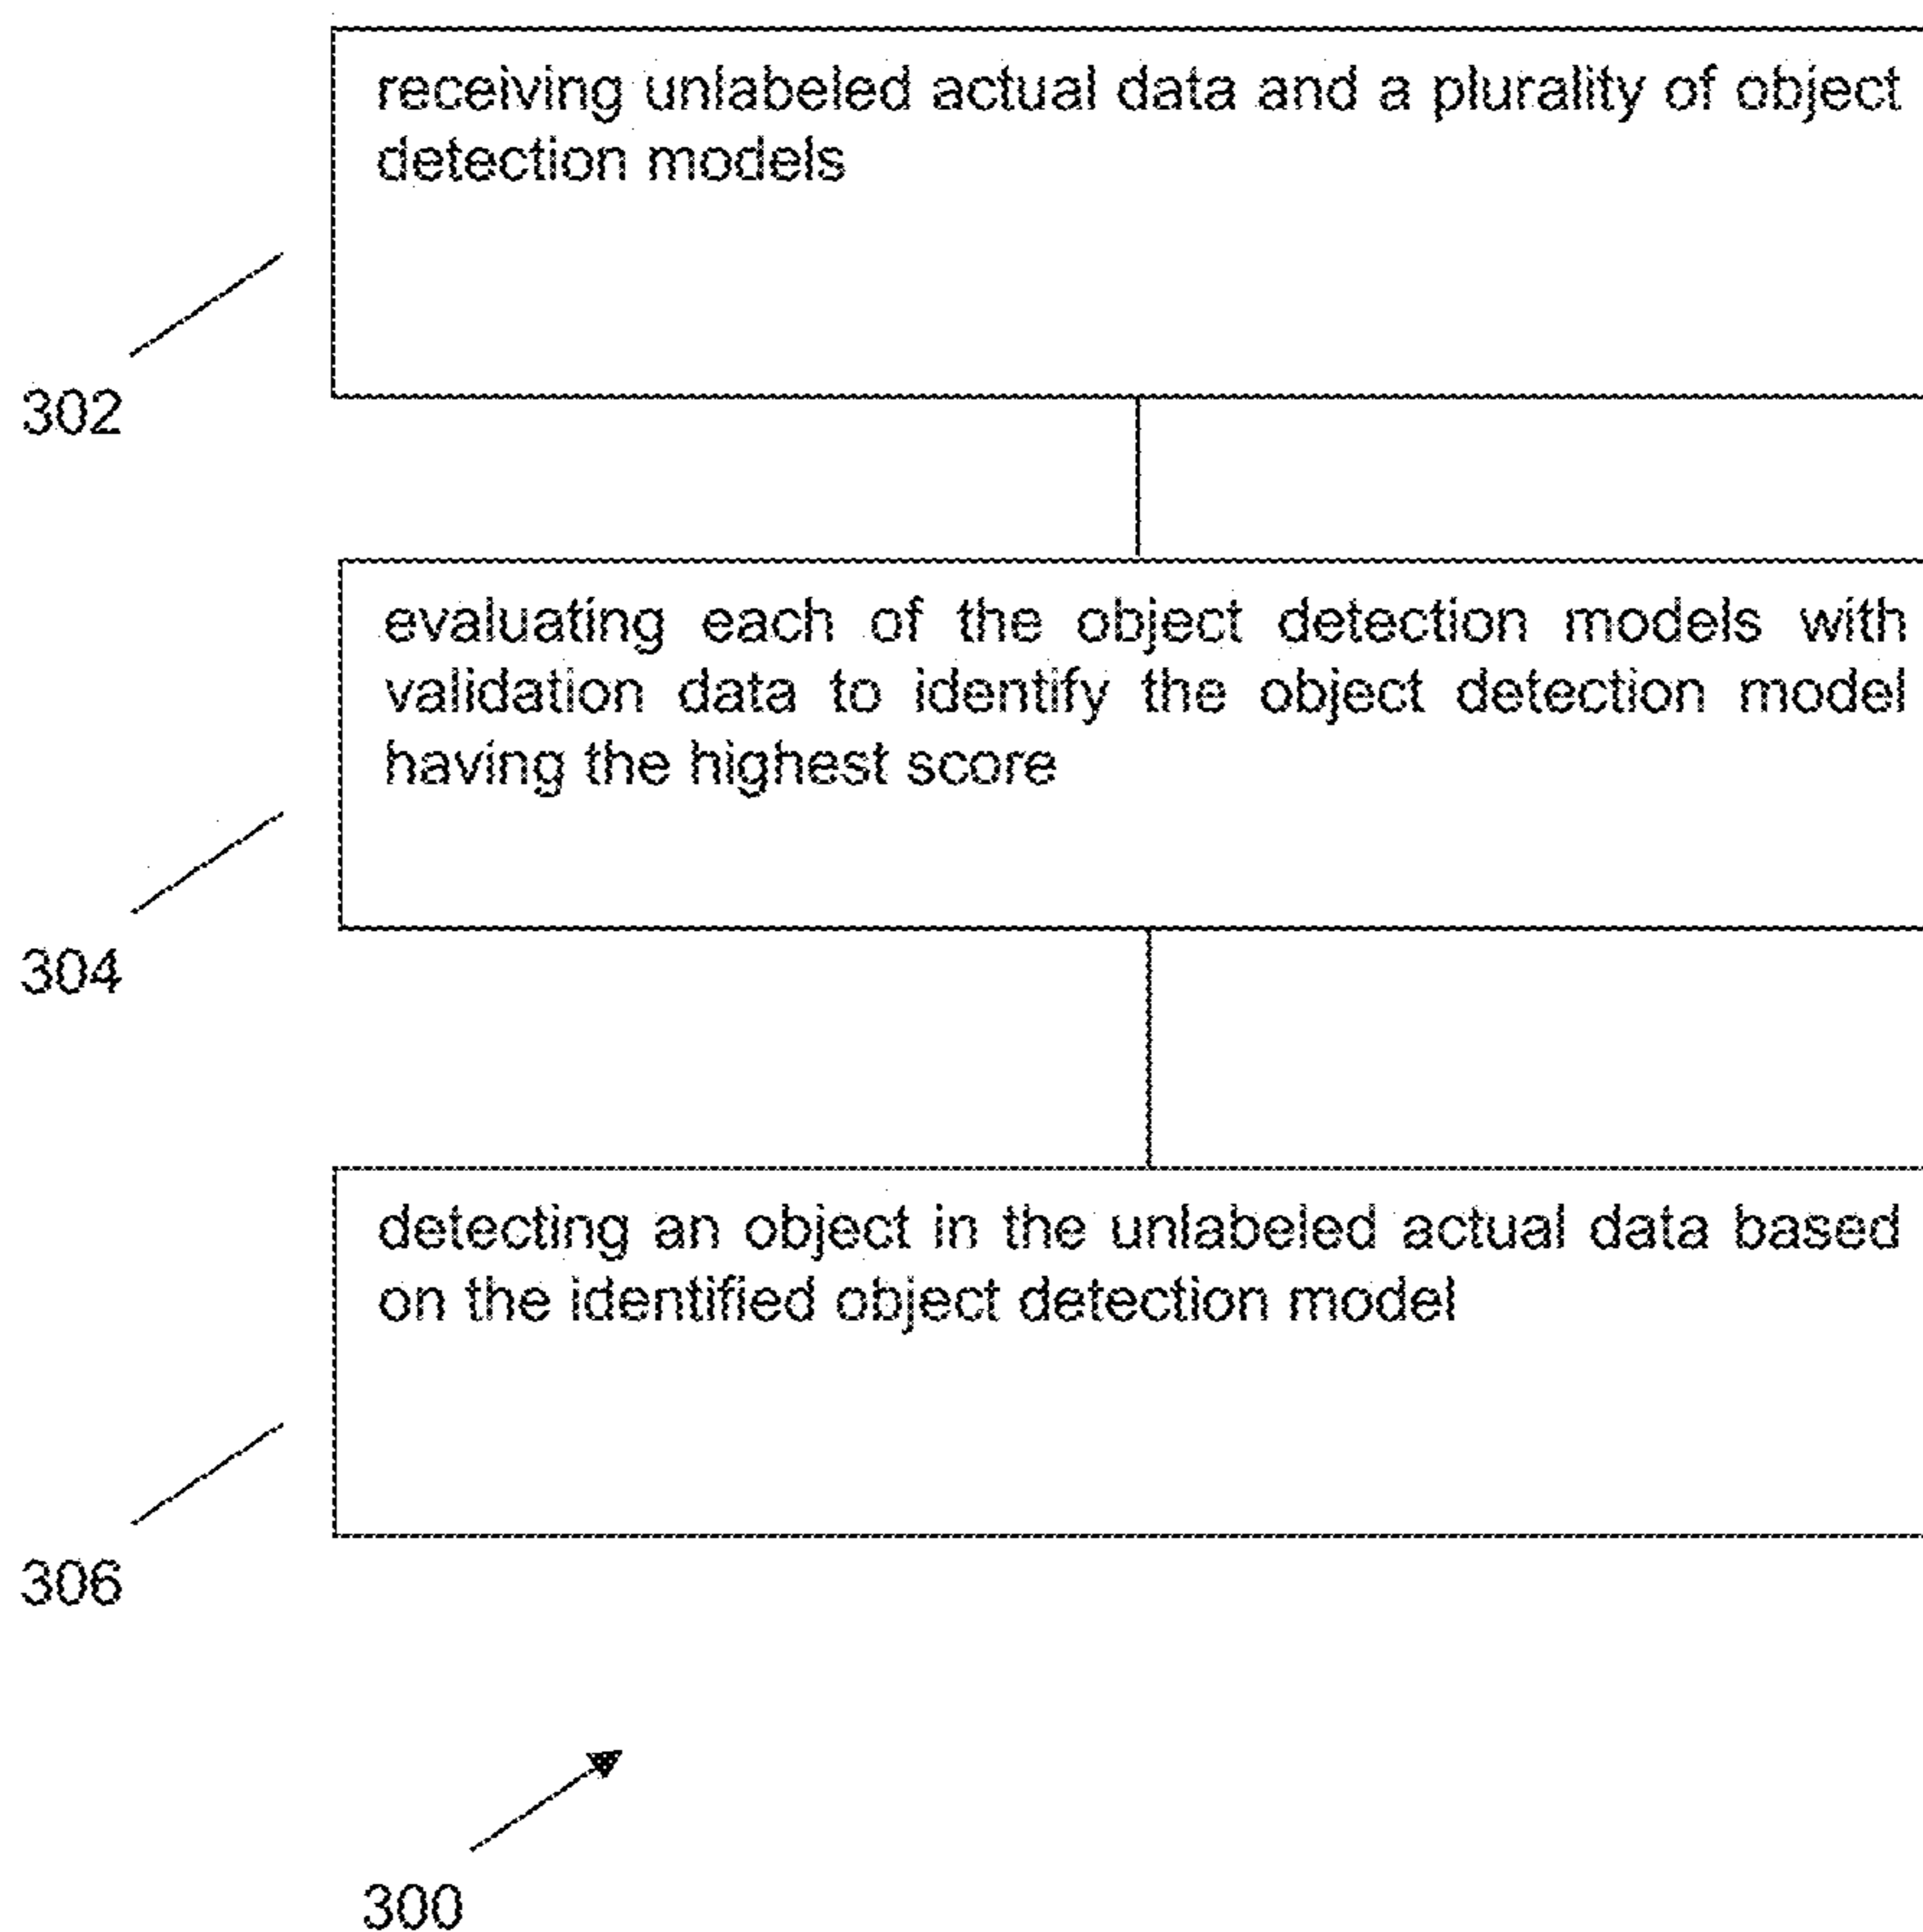 receiving unlabeled actual data and a plurality of object
detection models
302
evaluating each of the object detection models with
validation data to identify the object detection model
having the highest score
304
detecting an object in the unlabeled actual data based
on the identified object detection model
306
300